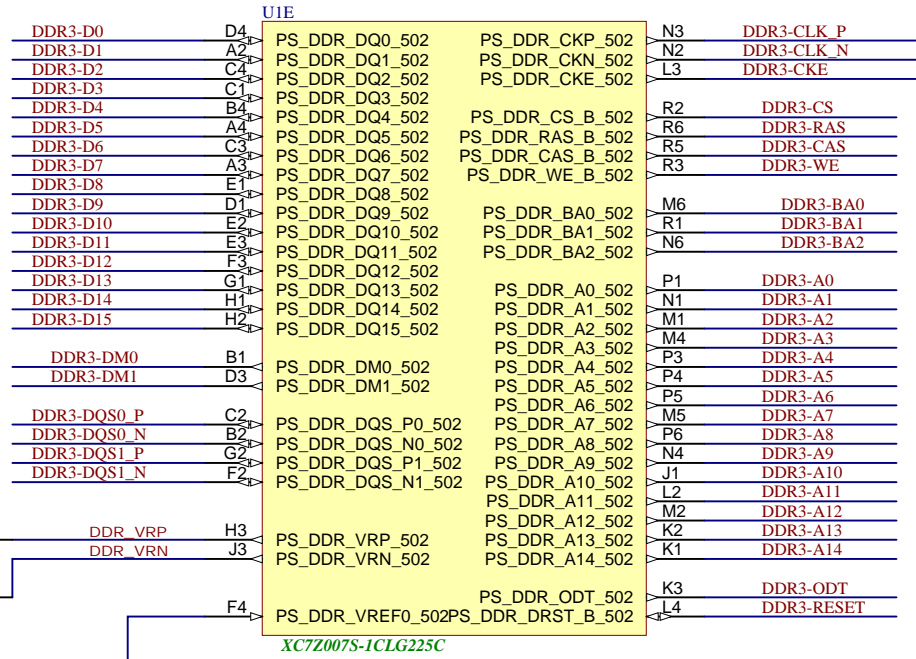 U1E
DDR3-D0 D4 PS_DDR_DQ0_502 PS_DDR_CKP_502 N3 DDR3-CLK_P
DDR3-D1 A2 PS_DDR_DQ1_502 PS_DDR_CKN_502 N2 DDR3-CLK_N
DDR3-D2 C4 PS_DDR_DQ2_502 PS_DDR_CKE_502 L3 DDR3-CKE
DDR3-D3 C1 PS_DDR_DQ3_502
DDR3-D4 B4 PS_DDR_DQ4_502 PS_DDR_CS_B_502 R2 DDR3-CS
DDR3-D5 A4 PS_DDR_DQ5_502 PS_DDR_RAS_B_502 R6 DDR3-RAS
DDR3-D6 C3 PS_DDR_DQ6_502 PS_DDR_CAS_B_502 R5 DDR3-CAS
DDR3-D7 A3 PS_DDR_DQ7_502 PS_DDR_WE_B_502 R3 DDR3-WE
DDR3-D8 E1 PS_DDR_DQ8_502
DDR3-D9 D1 PS_DDR_DQ9_502 PS_DDR_BA0_502 M6 DDR3-BA0
DDR3-D10 E2 PS_DDR_DQ10_502 PS_DDR_BA1_502 R1 DDR3-BA1
DDR3-D11 E3 PS_DDR_DQ11_502 PS_DDR_BA2_502 N6 DDR3-BA2
DDR3-D12 F3 PS_DDR_DQ12_502
DDR3-D13 G1 PS_DDR_DQ13_502 PS_DDR_A0_502 P1 DDR3-A0
DDR3-D14 H1 PS_DDR_DQ14_502 PS_DDR_A1_502 N1 DDR3-A1
DDR3-D15 H2 PS_DDR_DQ15_502 PS_DDR_A2_502 M1 DDR3-A2
PS_DDR_A3_502 M4 DDR3-A3
DDR3-DM0 B1 PS_DDR_DM0_502 PS_DDR_A4_502 P3 DDR3-A4
DDR3-DM1 D3 PS_DDR_DM1_502 PS_DDR_A5_502 P4 DDR3-A5
PS_DDR_A6_502 P5 DDR3-A6
DDR3-DQS0_P C2 PS_DDR_DQS_P0_502 PS_DDR_A7_502 M5 DDR3-A7
DDR3-DQS0_N B2 PS_DDR_DQS_N0_502 PS_DDR_A8_502 P6 DDR3-A8
DDR3-DQS1_P G2 PS_DDR_DQS_P1_502 PS_DDR_A9_502 N4 DDR3-A9
DDR3-DQS1_N F2 PS_DDR_DQS_N1_502 PS_DDR_A10_502 J1 DDR3-A10
PS_DDR_A11_502 L2 DDR3-A11
PS_DDR_A12_502 M2 DDR3-A12
DDR_VRP H3 PS_DDR_VRP_502 PS_DDR_A13_502 K2 DDR3-A13
DDR_VRN J3 PS_DDR_VRN_502 PS_DDR_A14_502 K1 DDR3-A14
PS_DDR_ODT_502 K3 DDR3-ODT
F4 PS_DDR_VREF0_502 PS_DDR_DRST_B_502 L4 DDR3-RESET
XC7Z007S-1CLG225C